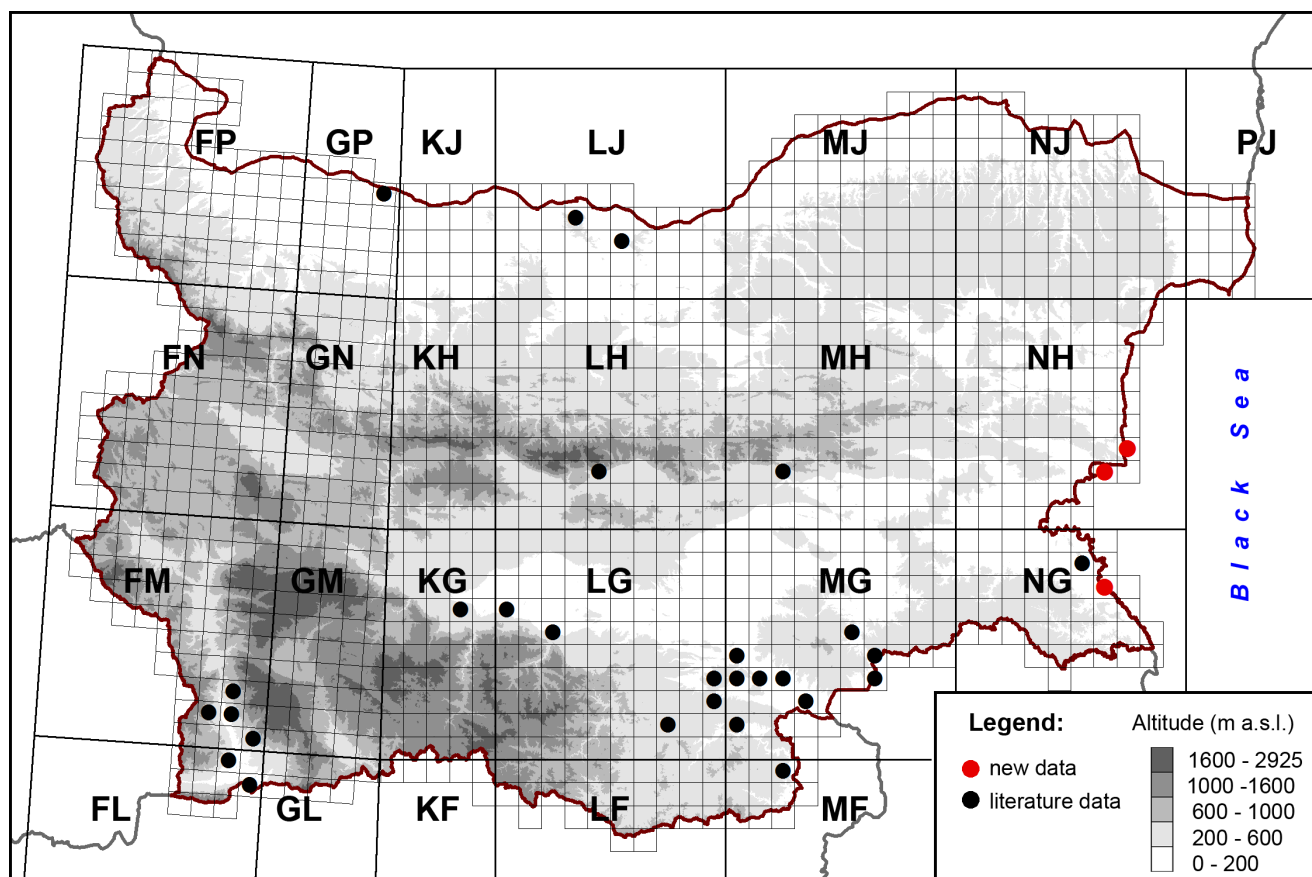 FP GP KJ LJ MJ NJ PJ
FN GN KH LH MH NH
Black Sea
FM GM KG LG MG NG
FL GL KF LF MF
Legend:
new data
literature data
Altitude (m a.s.l.)
1600 - 2925
1000 -1600
600 - 1000
200 - 600
0 - 200